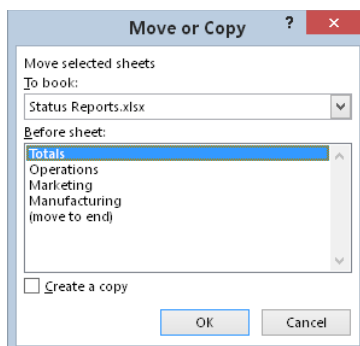 Move or Copy ?
Move selected sheets
To book:
Status Reports.xlsx
Before sheet:
Totals
Operations
Marketing
Manufacturing
(move to end)
Create a copy
OK Cancel